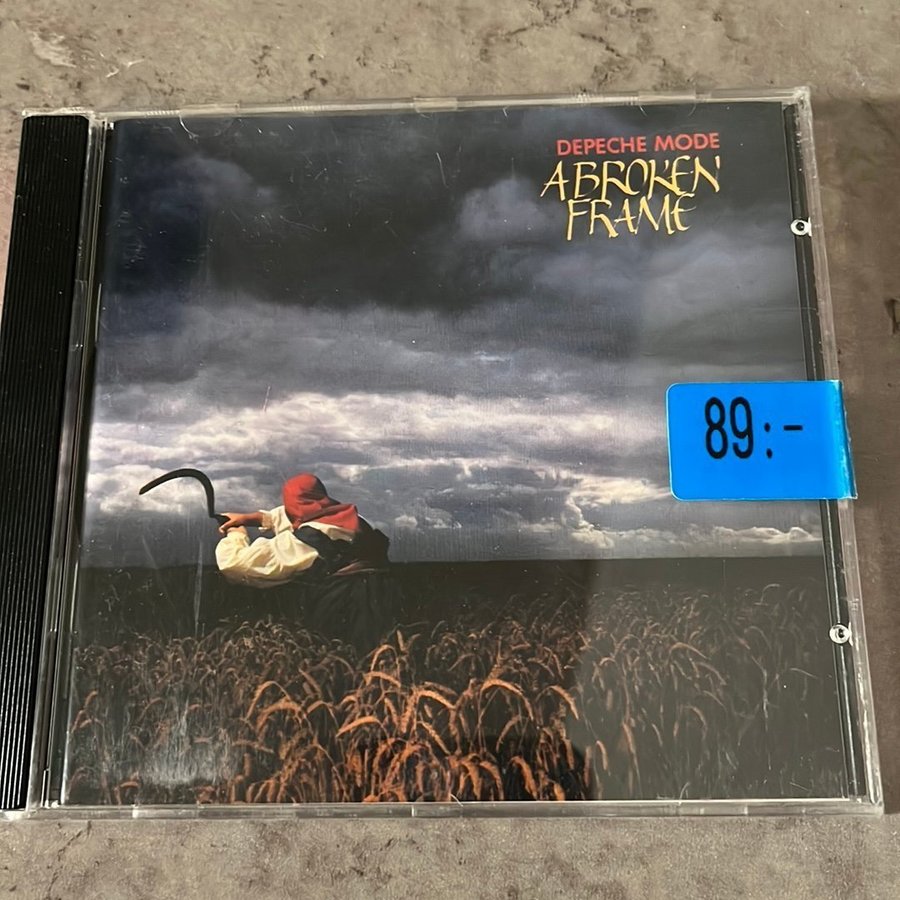 DEPECHE MODE
A BROKEN
FRAME
89:-